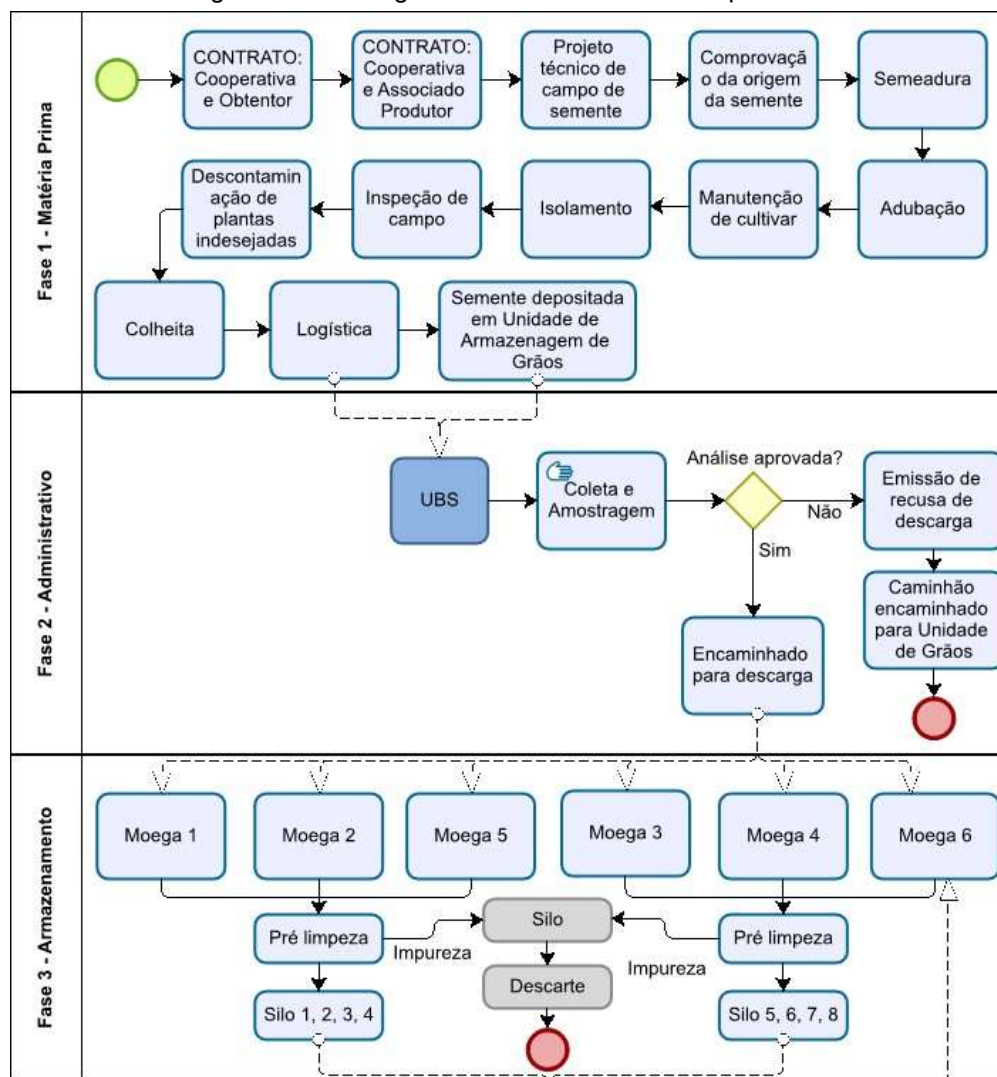 CONTRATO:
Cooperativa
e Obtentor
CONTRATO:
Cooperativa
e Associado
Produtor
Projeto
técnico de
campo de
semente
Comprovaçã
o da origem
da semente
Semeadura
Descontamin
ação de
plantas
indesejadas
Inspeção de
campo
Isolamento
Manutenção
de cultivar
Adubação
Colheita
Logística
Semente depositada
em Unidade de
Armazenagem de
Grãos
Fase 1 - Matéria Prima
UBS
Coleta e
Amostragem
Análise aprovada?
Não
Sim
Emissão de
recusa de
descarga
Caminhão
encaminhado
para Unidade
de Grãos
Encaminhado
para descarga
Fase 2 - Administrativo
Moega 1
Moega 2
Moega 5
Moega 3
Moega 4
Moega 6
Pré limpeza
Impureza
Silo
Impureza
Pré limpeza
Descarte
Silo 1, 2, 3, 4
Silo 5, 6, 7, 8
Fase 3 - Armazenamento